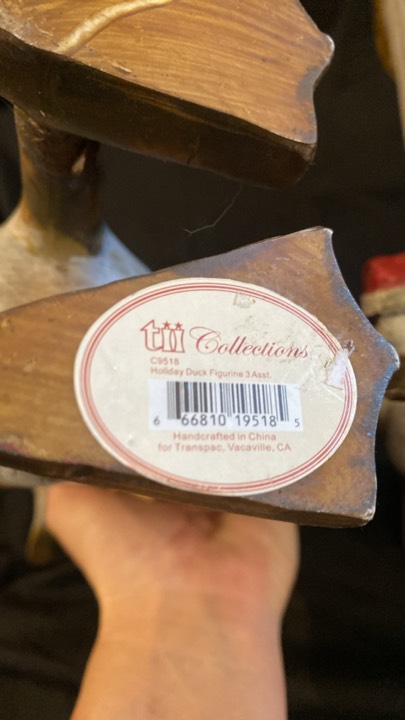 tii Collections
C9518
Holiday Duck Figurine 3 Asst.
6 66810 19518 5
Handcrafted in China
for Transpac, Vacaville, CA